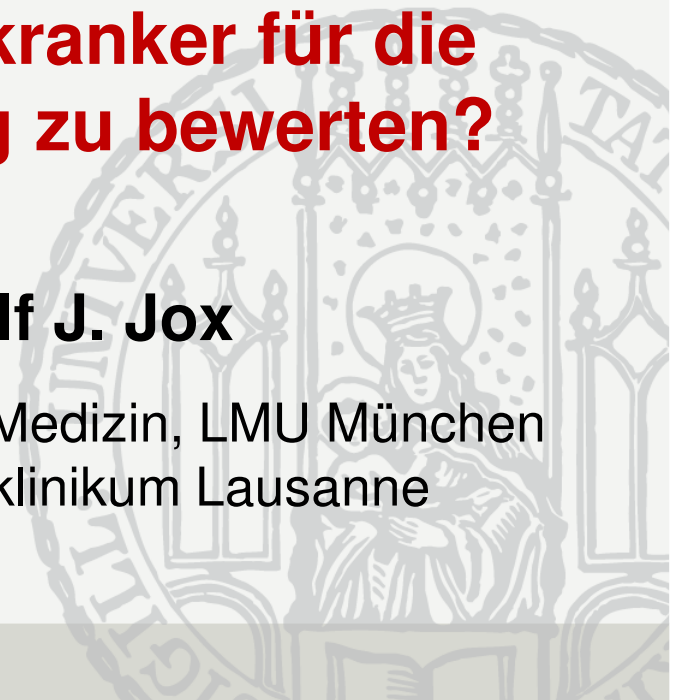 kranker für die
g zu bewerten?
lf J. Jox
Medizin, LMU München
klinikum Lausanne